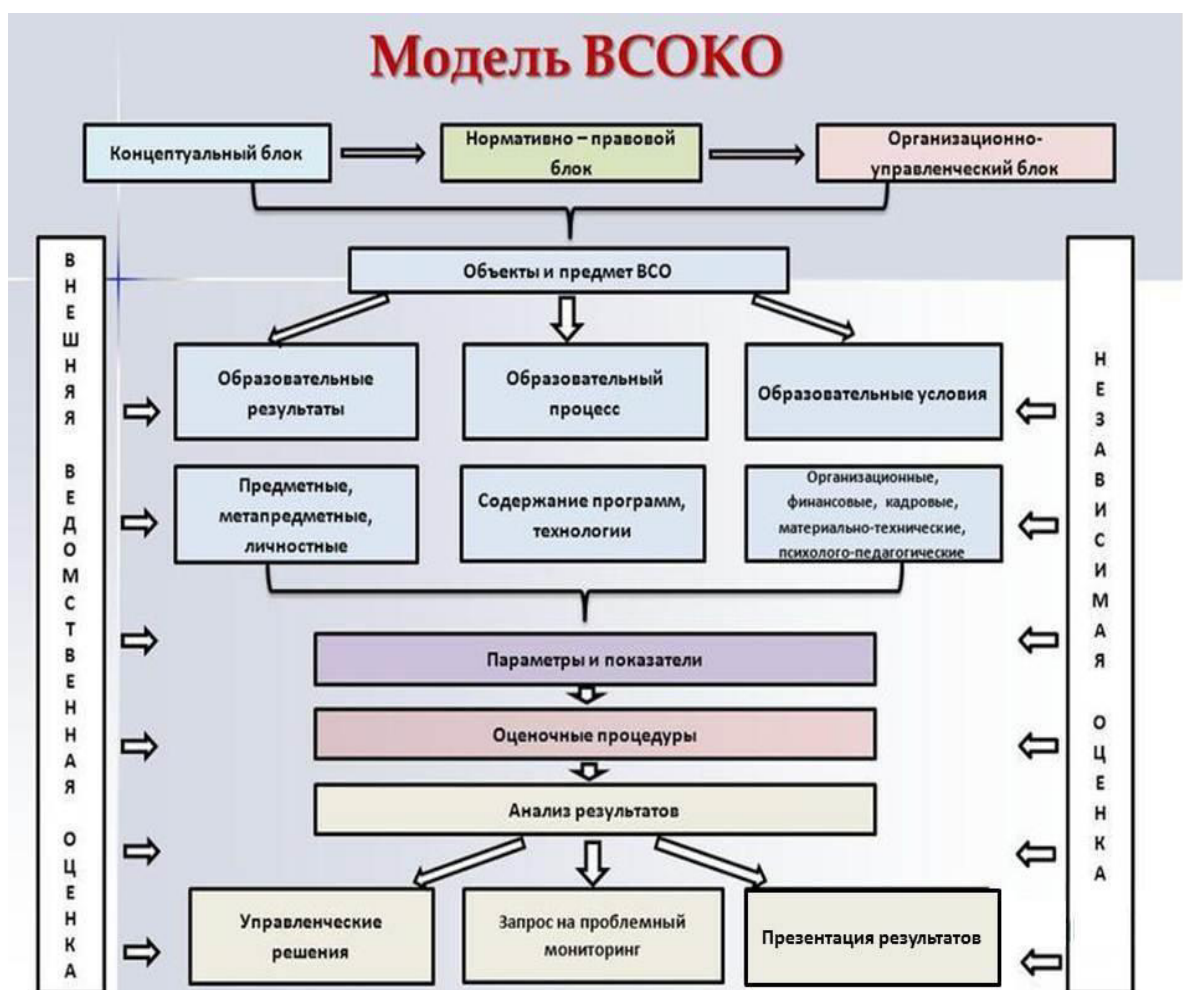 Модель ВСОКО
Концептуальный блок
Нормативно – правовой
блок
Организационно-
управленческий блок
Объекты и предмет ВСО
ВНЕШНЯЯ ВЕДОМСТВЕННАЯ ОЦЕНКА
Образовательные
результаты
Образовательный
процесс
Образовательные условия
Предметные,
метапредметные,
личностные
Содержание программ,
технологии
Организационные,
финансовые, кадровые,
материально-технические,
психолого-педагогические
НЕЗАВИСИМАЯ ОЦЕНКА
Параметры и показатели
Оценочные процедуры
Анализ результатов
Управленческие
решения
Запрос на проблемный
мониторинг
Презентация результатов